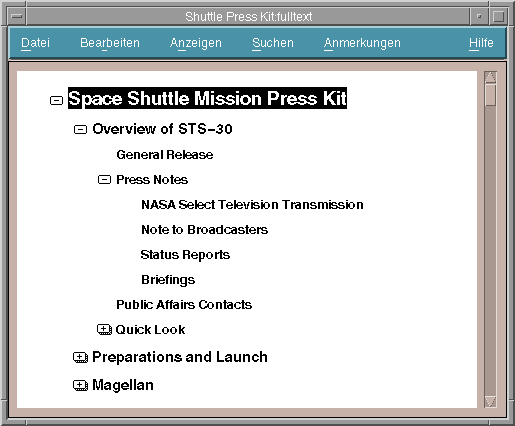 Shuttle Press Kit:fulltext
Datei Bearbeiten Anzeigen Suchen Anmerkungen Hilfe
Space Shuttle Mission Press Kit
Overview of STS-30
General Release
Press Notes
NASA Select Television Transmission
Note to Broadcasters
Status Reports
Briefings
Public Affairs Contacts
Quick Look
Preparations and Launch
Magellan